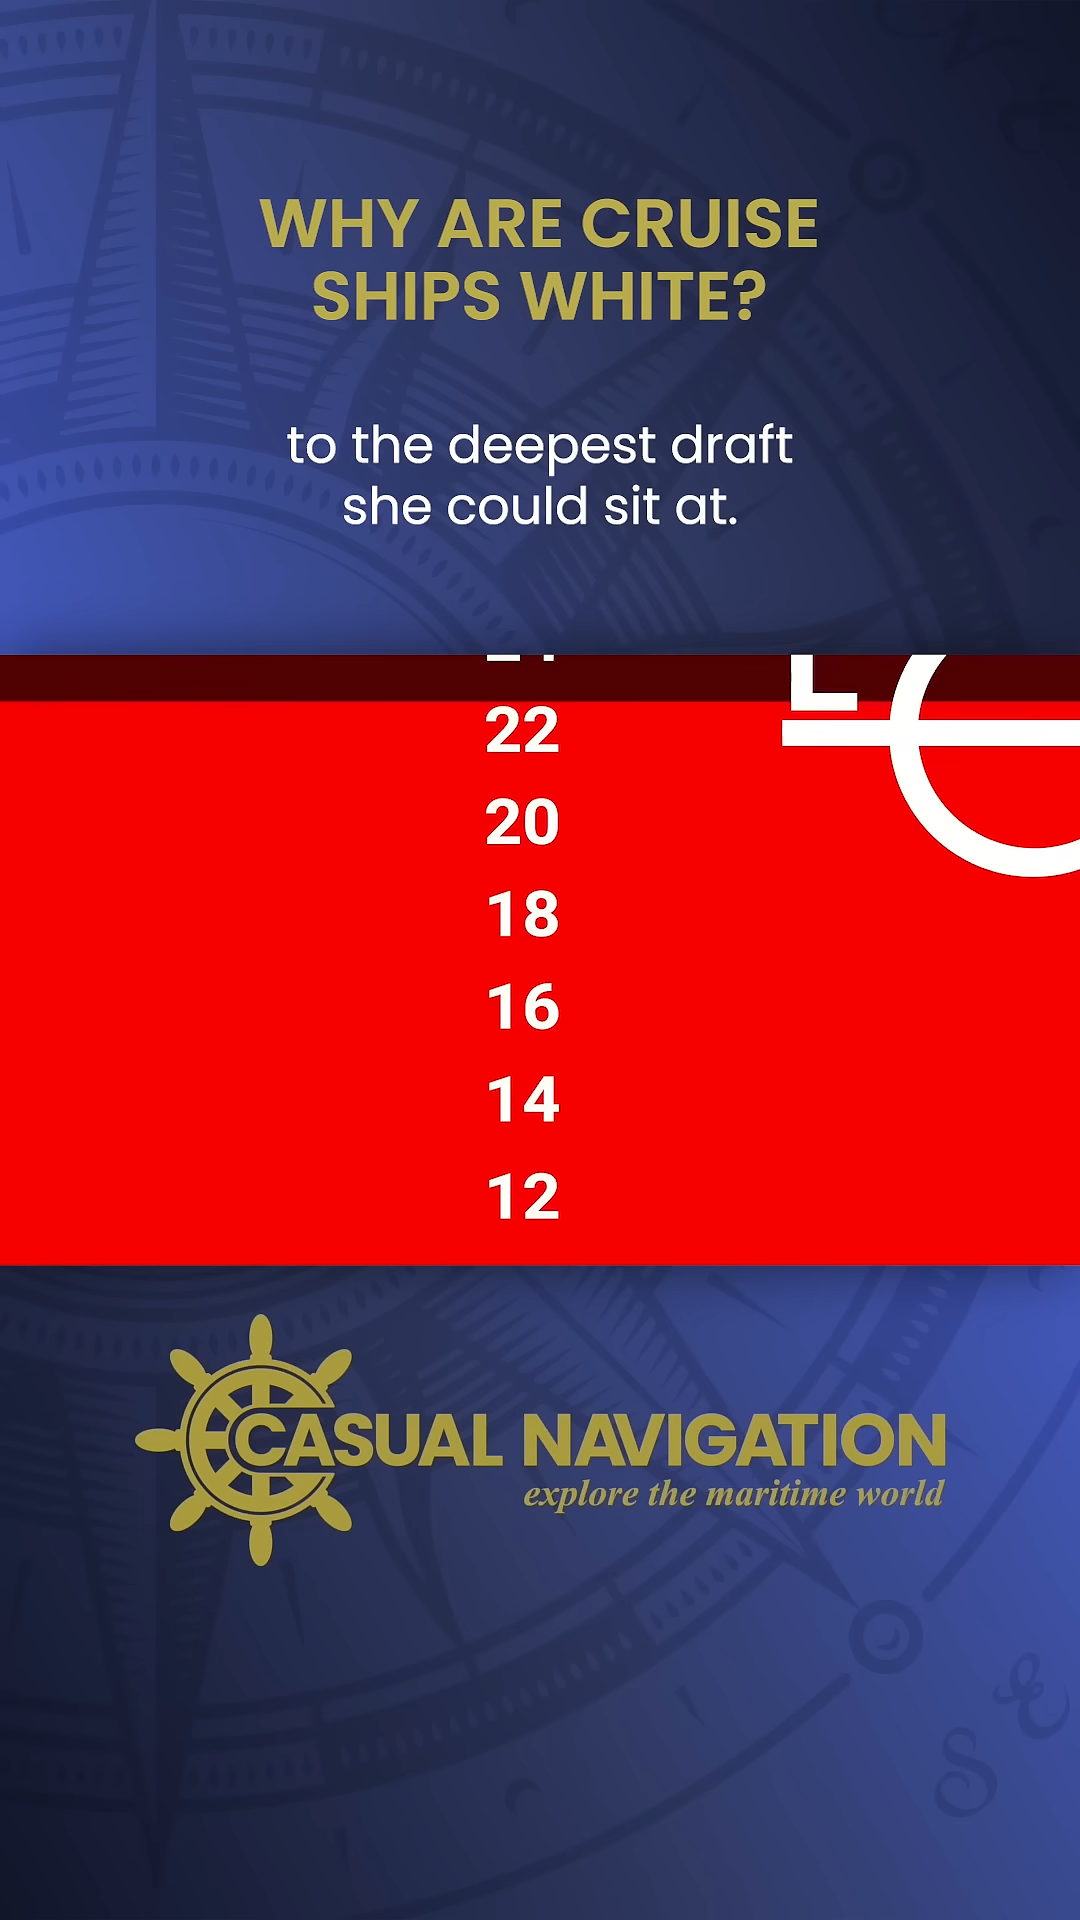 WHY ARE CRUISE
SHIPS WHITE?
to the deepest draft
she could sit at.
L
22
20
18
16
14
12
CASUAL NAVIGATION
explore the maritime world
S E